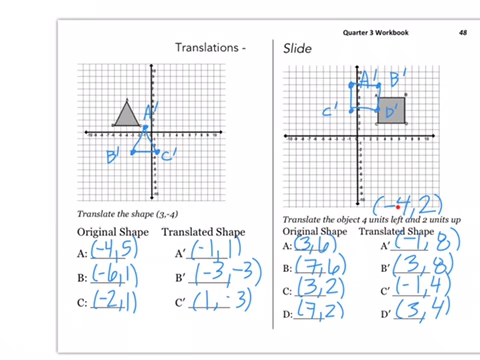 Quarter 3 Workbook 48
Translations - Slide
A'
B' C'
A' B'
C' D'
(-4,2)
Translate the shape (3,-4)
Original Shape Translated Shape
A: (-4,5) A' (-1,1)
B: (-6,1) B' (-3,-3)
C: (-2,1) C' (1,-3)
Translate the object 4 units left and 2 units up
Original Shape Translated Shape
A: (3,6) A' (-1,8)
B: (7,6) B' (3,8)
C: (3,2) C' (-1,4)
D: (7,2) D' (3,4)